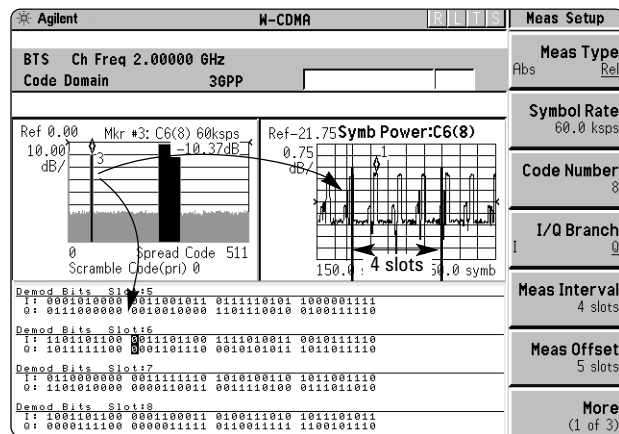 Agilent W-CDMA R L T S Meas Setup
BTS Ch Freq 2.00000 GHz
Code Domain 3GPP
Meas Type
Abs Rel
Symbol Rate
60.0 ksps
Code Number
8
I/Q Branch
I Q
Meas Interval
4 slots
Meas Offset
5 slots
More
(1 of 3)
Ref 0.00 Mkr #3: C6(8) 60ksps
10.00 -10.37dB
dB/
3
0 Spread Code 511
Scramble Code(pri) 0
Ref-21.75 Symb Power:C6(8)
0.75 1
dB/
4 slots
150.0 symb
Demod Bits Slot:5
I: 0001010000 0011001011 0111110101 1000001111
Q: 0111000000 0010010000 1101110010 0100111110
Demod Bits Slot:6
I: 1101101100 0011101100 1111010011 0010111110
Q: 1011111100 0001101110 0010101011 1011011110
Demod Bits Slot:7
I: 0110000000 0011111110 1010100110 1011001110
Q: 1101010000 0000101111 0101011110 1001011110
Demod Bits Slot:8
I: 1001101100 0001100011 0100111010 1011101011
Q: 0000111100 0000011111 0110011110 1100101110